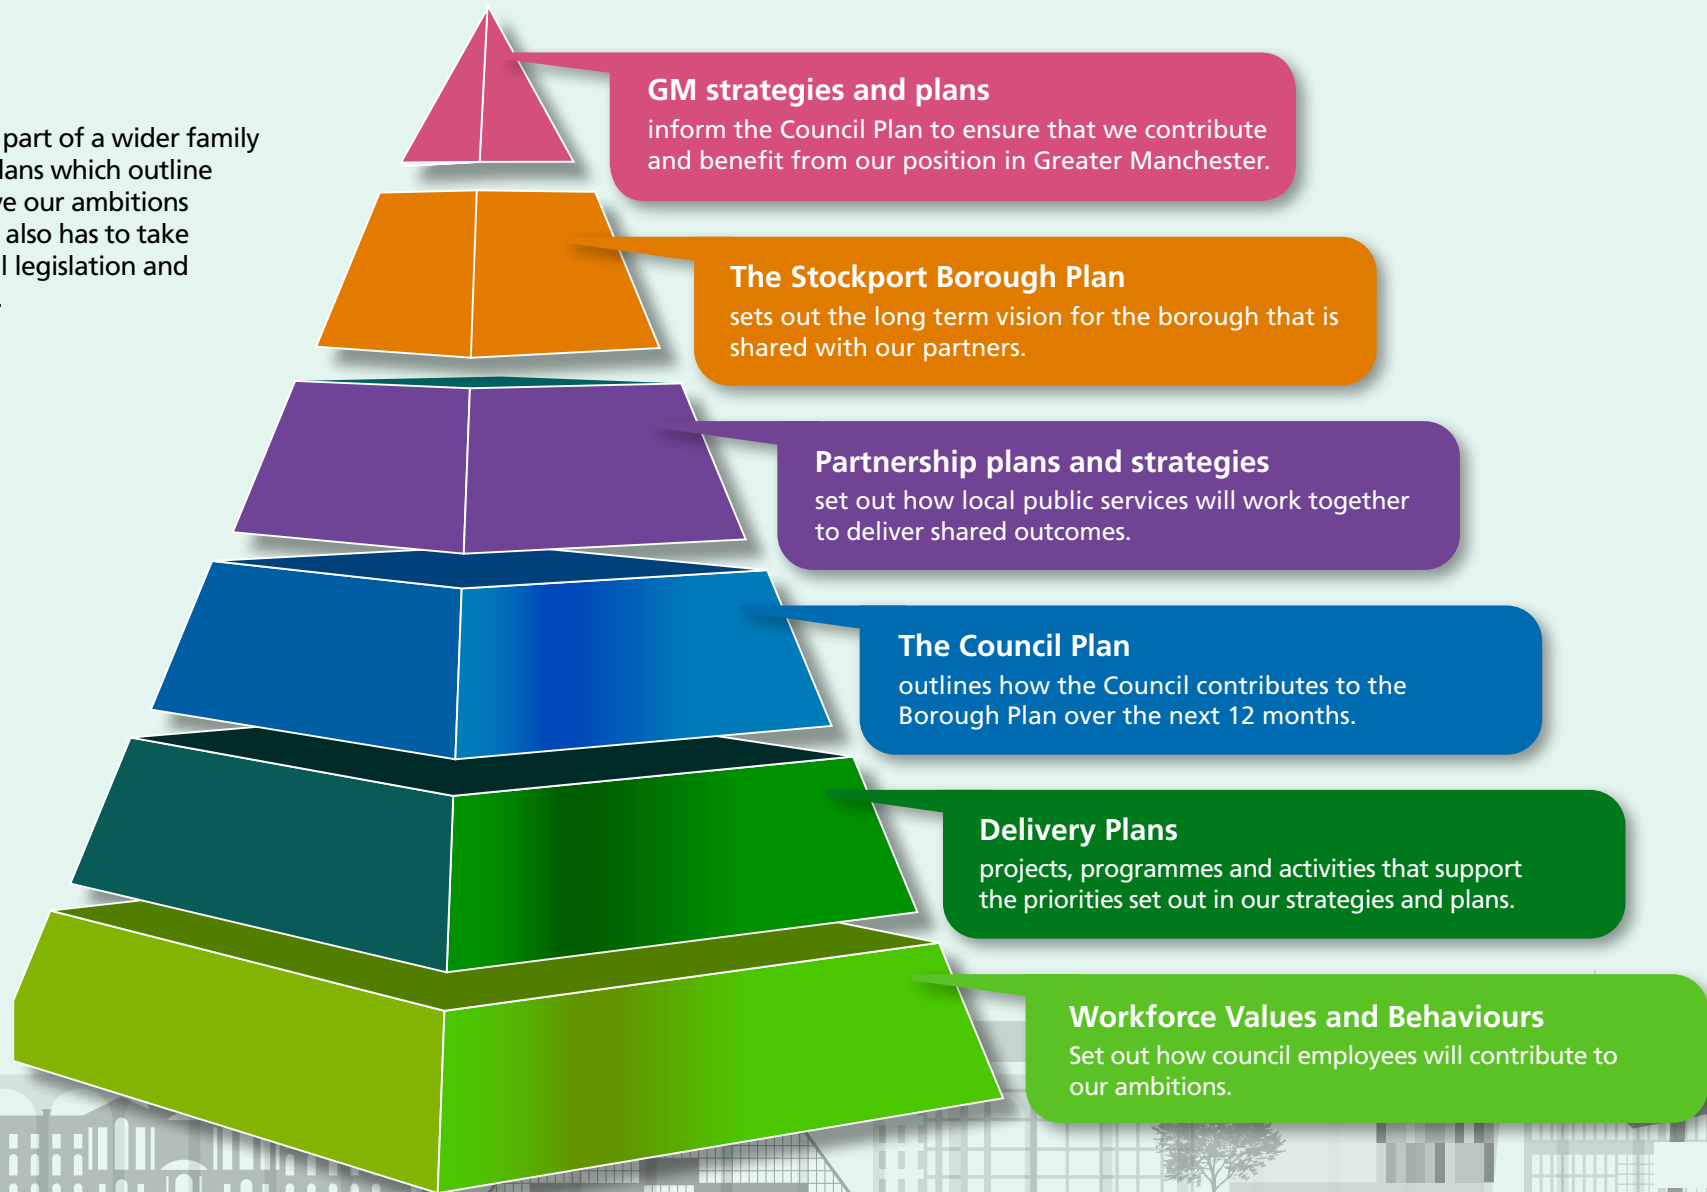 part of a wider family
which outline
our ambitions
also has to take
legislation and
GM strategies and plans
inform the Council Plan to ensure that we contribute
and benefit from our position in Greater Manchester.
The Stockport Borough Plan
sets out the long term vision for the borough that is
shared with our partners.
Partnership plans and strategies
set out how local public services will work together
to deliver shared outcomes.
The Council Plan
outlines how the Council contributes to the
Borough Plan over the next 12 months.
Delivery Plans
projects, programmes and activities that support
the priorities set out in our strategies and plans.
Workforce Values and Behaviours
Set out how council employees will contribute to
our ambitions.